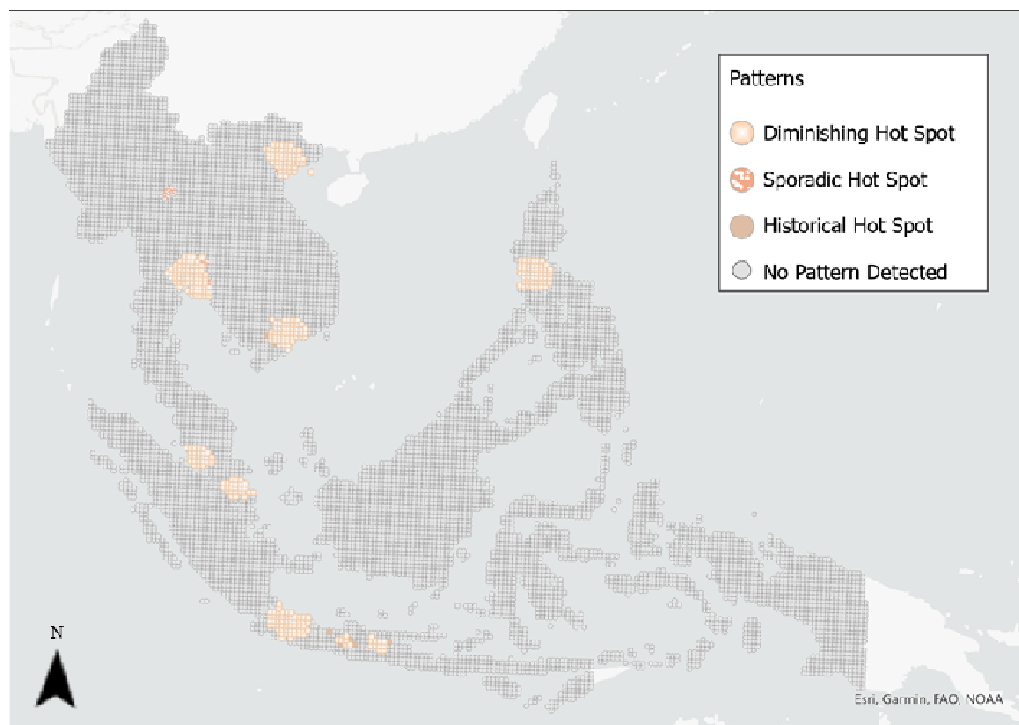 Patterns
Diminishing Hot Spot
Sporadic Hot Spot
Historical Hot Spot
No Pattern Detected
N
Esri, Garmin, FAO, NOAA